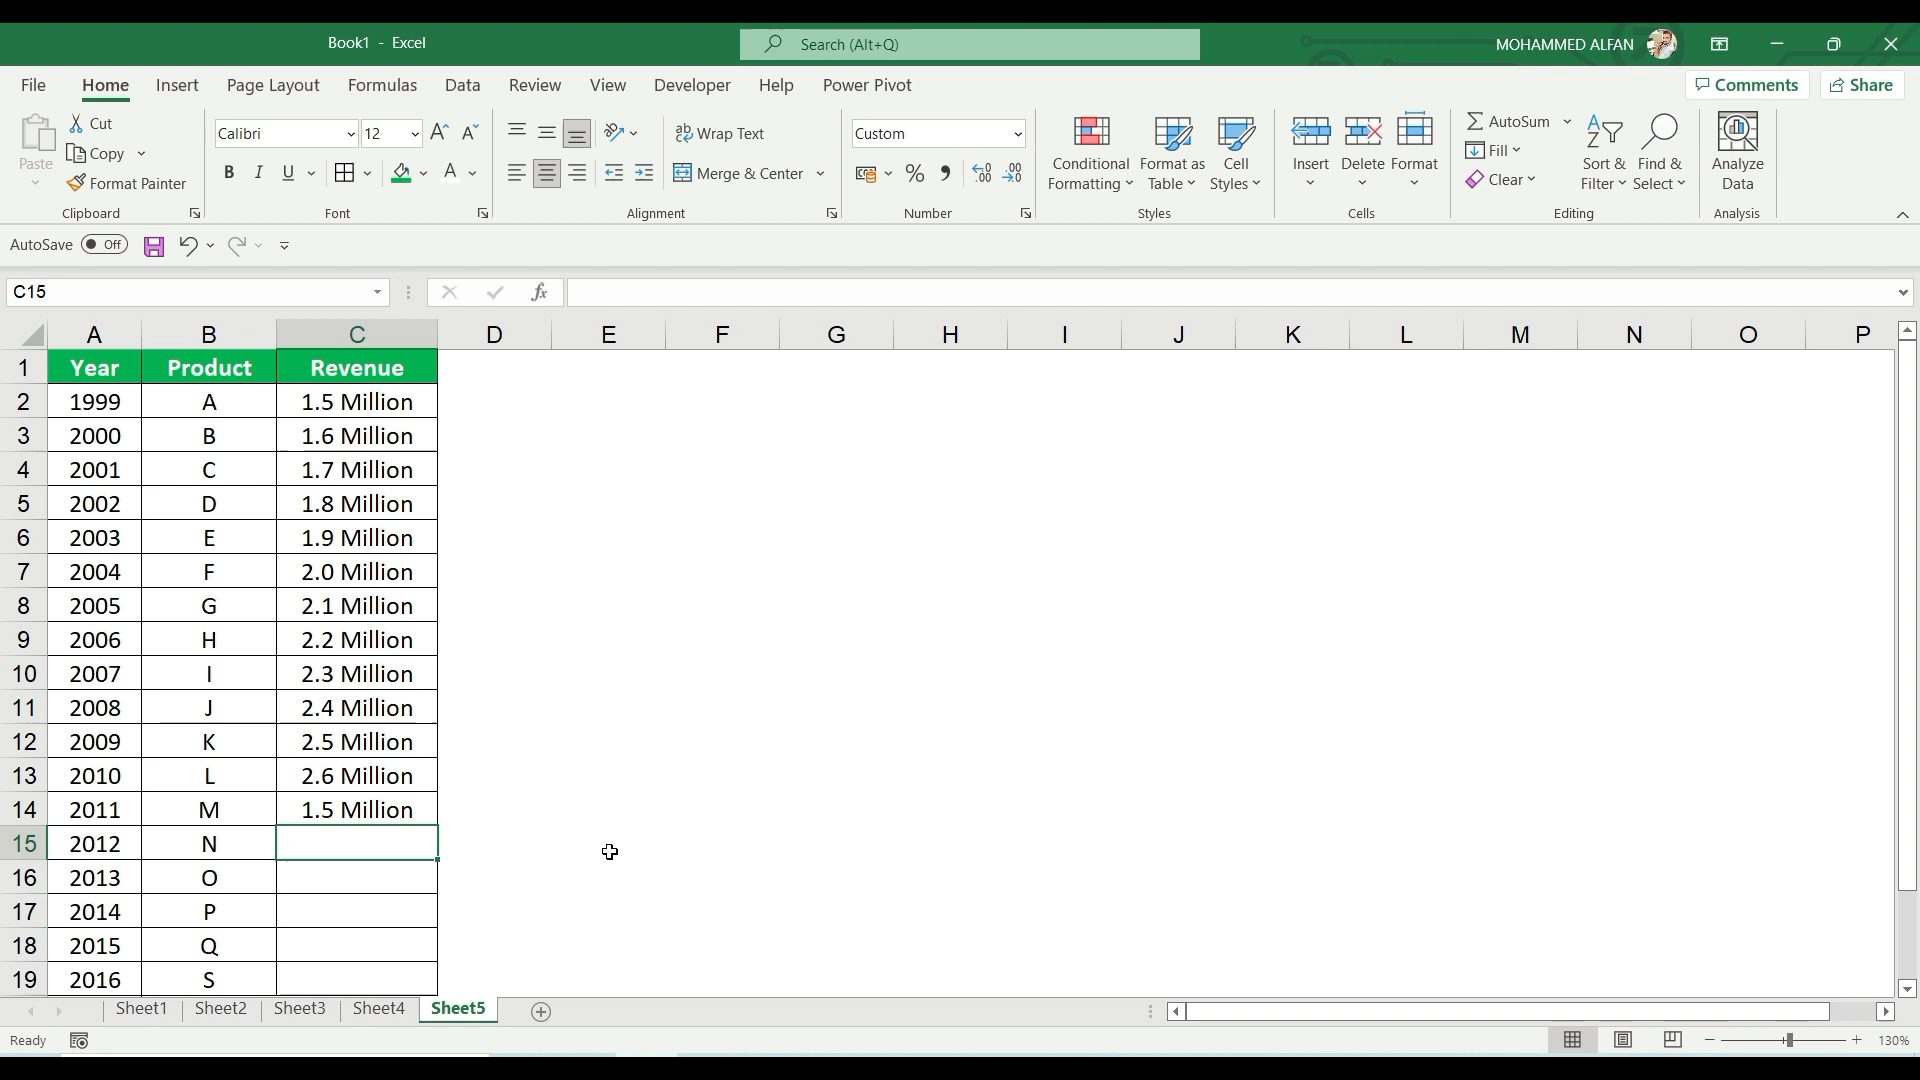 Book1 - Excel
Search (Alt+Q)
MOHAMMED ALFAN
File Home Insert Page Layout Formulas Data Review View Developer Help Power Pivot
Comments Share
Paste
Cut
Copy
Format Painter
Clipboard
Calibri 12
B I U
Font
Wrap Text
Merge & Center
Alignment
Custom
Number
Conditional Formatting
Format as Table
Cell Styles
Styles
Insert Delete Format
Cells
AutoSum
Fill
Clear
Sort & Filter
Find & Select
Editing
Analyze Data
Analysis
AutoSave Off
C15 fx
A B C D E F G H I J K L M N O P
1 Year Product Revenue
2 1999 A 1.5 Million
3 2000 B 1.6 Million
4 2001 C 1.7 Million
5 2002 D 1.8 Million
6 2003 E 1.9 Million
7 2004 F 2.0 Million
8 2005 G 2.1 Million
9 2006 H 2.2 Million
10 2007 I 2.3 Million
11 2008 J 2.4 Million
12 2009 K 2.5 Million
13 2010 L 2.6 Million
14 2011 M 1.5 Million
15 2012 N
16 2013 O
17 2014 P
18 2015 Q
19 2016 S
Sheet1 Sheet2 Sheet3 Sheet4 Sheet5
Ready
130%